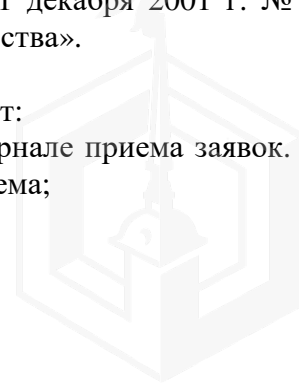 декабря 2001 г. №
ства».
т:
рнале приема заявок.
ема;